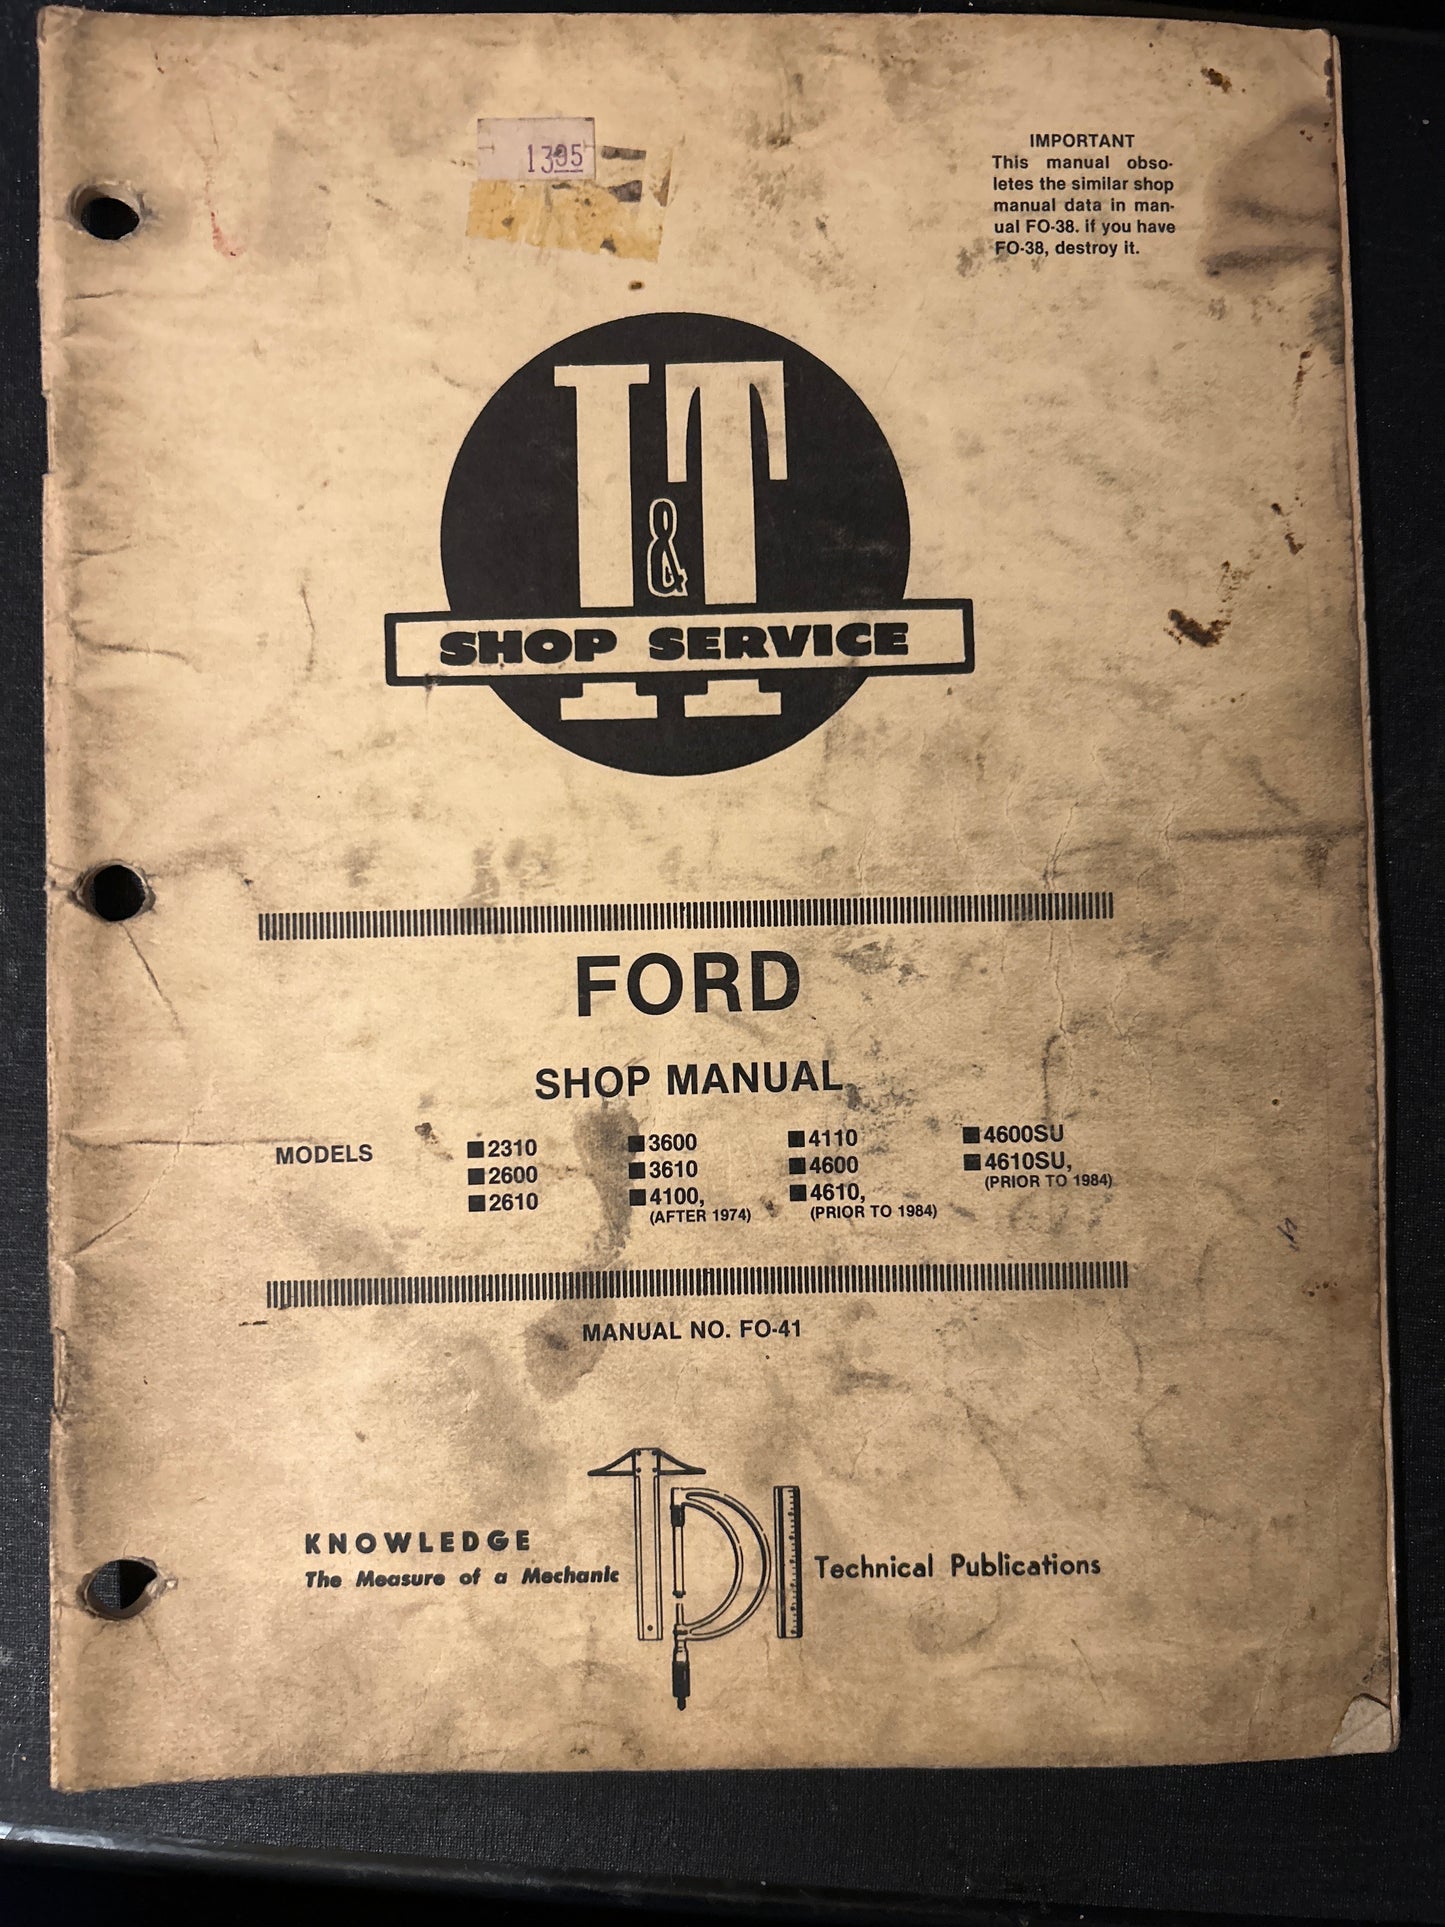 1395
IMPORTANT
This manual obso-
letes the similar shop
manual data in man-
ual FO-38. if you have
FO-38, destroy it.
I&T
SHOP SERVICE
FORD
SHOP MANUAL
MODELS
■2310
■2600
■2610
■3600
■3610
■4100,
(AFTER 1974)
■4110
■4600
■4610,
(PRIOR TO 1984)
■4600SU
■4610SU,
(PRIOR TO 1984)
MANUAL NO. FO-41
KNOWLEDGE
The Measure of a Mechanic
TPI
Technical Publications